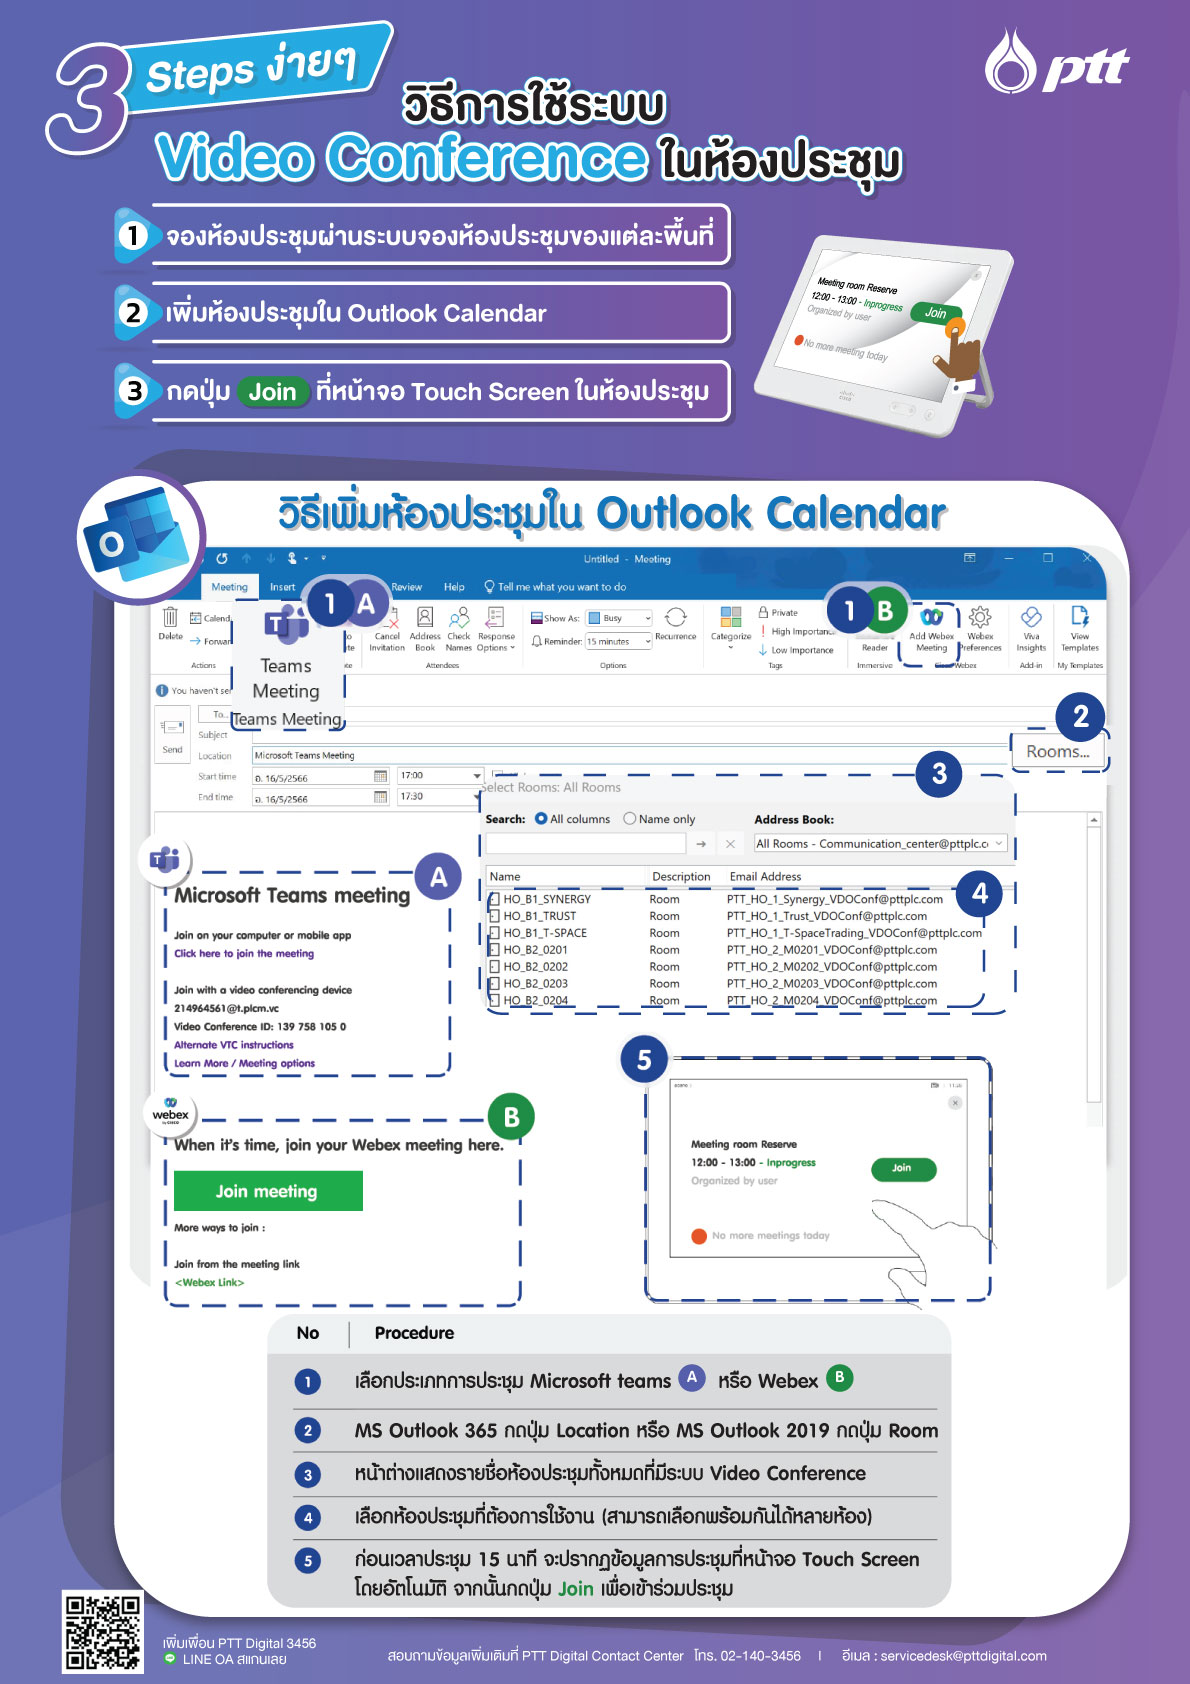 3 Steps ง่ายๆ
ptt
วิธีการใช้ระบบ
Video Conference ในห้องประชุม
1 จองห้องประชุมผ่านระบบจองห้องประชุมของแต่ละพื้นที่
2 เพิ่มห้องประชุมใน Outlook Calendar
3 กดปุ่ม Join ที่หน้าจอ Touch Screen ในห้องประชุม
Meeting room Reserve
12:00 - 13:00 - Inprogress
Organized by user
Join
No more meeting today
วิธีเพิ่มห้องประชุมใน Outlook Calendar
Untitled - Meeting
Meeting Insert Review Help Tell me what you want to do
1 A
1 B
Delete
Calend
Forwar
Actions
Teams
Meeting
Teams Meeting
Cancel Invitation
Address Book
Check Names
Response Options
Attendees
Show As: Busy
Reminder: 15 minutes
Recurrence
Options
Categorize
Private
High Importance
Low Importance
Tags
Reader
Immersive
Add Webex Meeting
Webex Preferences
Webex
Viva Insights
Add-in
View Templates
My Templates
You haven't se
To...
Send
Subject
Location Microsoft Teams Meeting
Start time อ. 16/5/2566 17:00
End time อ. 16/5/2566 17:30
2
Rooms...
3
Select Rooms: All Rooms
Search: All columns Name only Address Book:
All Rooms - Communication_center@pttplc.c
Name Description Email Address
4
HO_B1_SYNERGY Room PTT_HO_1_Synergy_VDOConf@pttplc.com
HO_B1_TRUST Room PTT_HO_1_Trust_VDOConf@pttplc.com
HO_B1_T-SPACE Room PTT_HO_1_T-SpaceTrading_VDOConf@pttplc.com
HO_B2_0201 Room PTT_HO_2_M0201_VDOConf@pttplc.com
HO_B2_0202 Room PTT_HO_2_M0202_VDOConf@pttplc.com
HO_B2_0203 Room PTT_HO_2_M0203_VDOConf@pttplc.com
HO_B2_0204 Room PTT_HO_2_M0204_VDOConf@pttplc.com
A
Microsoft Teams meeting
Join on your computer or mobile app
Click here to join the meeting
Join with a video conferencing device
214964561@t.plcm.vc
Video Conference ID: 139 758 105 0
Alternate VTC instructions
Learn More / Meeting options
webex
by CISCO
B
When it's time, join your Webex meeting here.
Join meeting
More ways to join :
Join from the meeting link
<Webex Link>
5
Meeting room Reserve
12:00 - 13:00 - Inprogress
Organized by user
Join
No more meetings today
No Procedure
1 เลือกประเภทการประชุม Microsoft teams A หรือ Webex B
2 MS Outlook 365 กดปุ่ม Location หรือ MS Outlook 2019 กดปุ่ม Room
3 หน้าต่างแสดงรายชื่อห้องประชุมทั้งหมดที่มีระบบ Video Conference
4 เลือกห้องประชุมที่ต้องการใช้งาน (สามารถเลือกพร้อมกันได้หลายห้อง)
5 ก่อนเวลาประชุม 15 นาที จะปรากฏข้อมูลการประชุมที่หน้าจอ Touch Screen
โดยอัตโนมัติ จากนั้นกดปุ่ม Join เพื่อเข้าร่วมประชุม
เพิ่มเพื่อน PTT Digital 3456
LINE OA สแกนเลย
สอบถามข้อมูลเพิ่มเติมที่ PTT Digital Contact Center โทร. 02-140-3456 | อีเมล : servicedesk@pttdigital.com